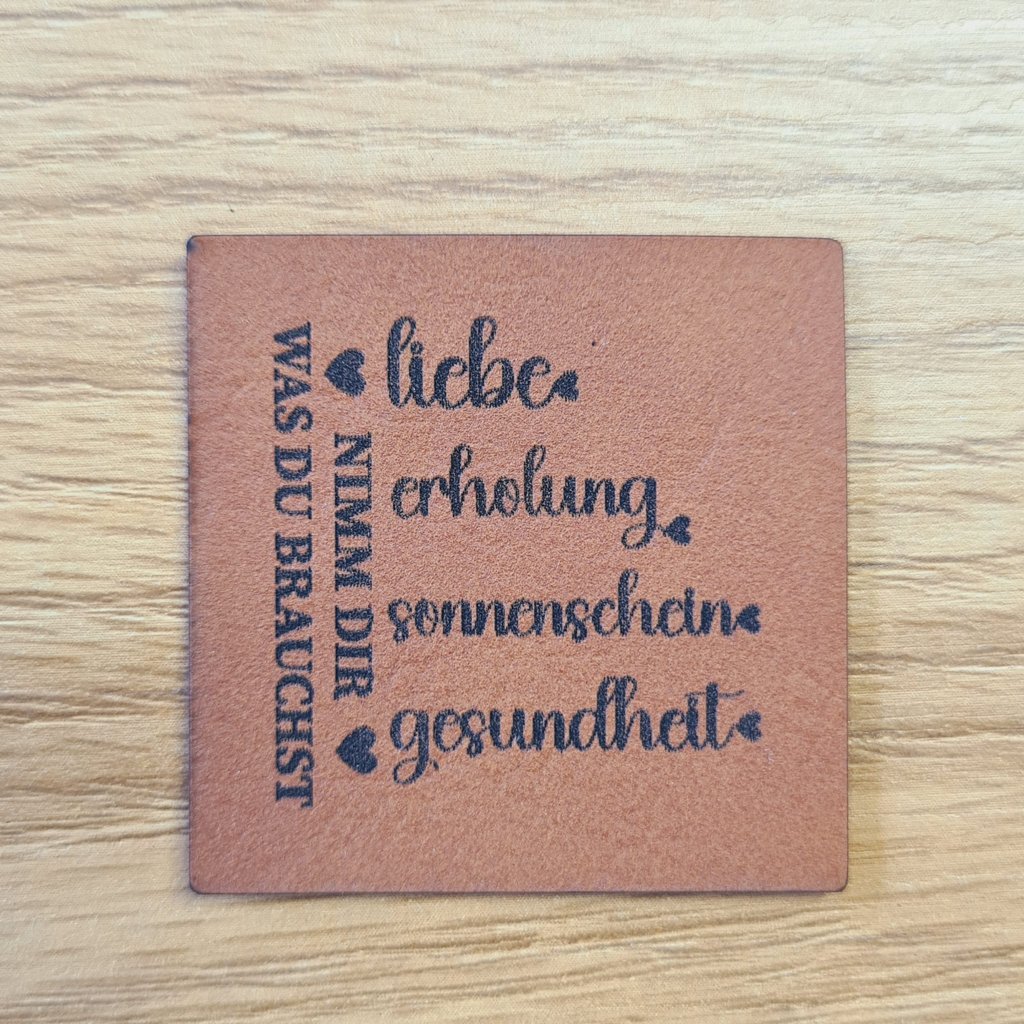 NIMM DIR
WAS DU BRAUCHST
liebe
erholung
sonnenschein
gesundheit